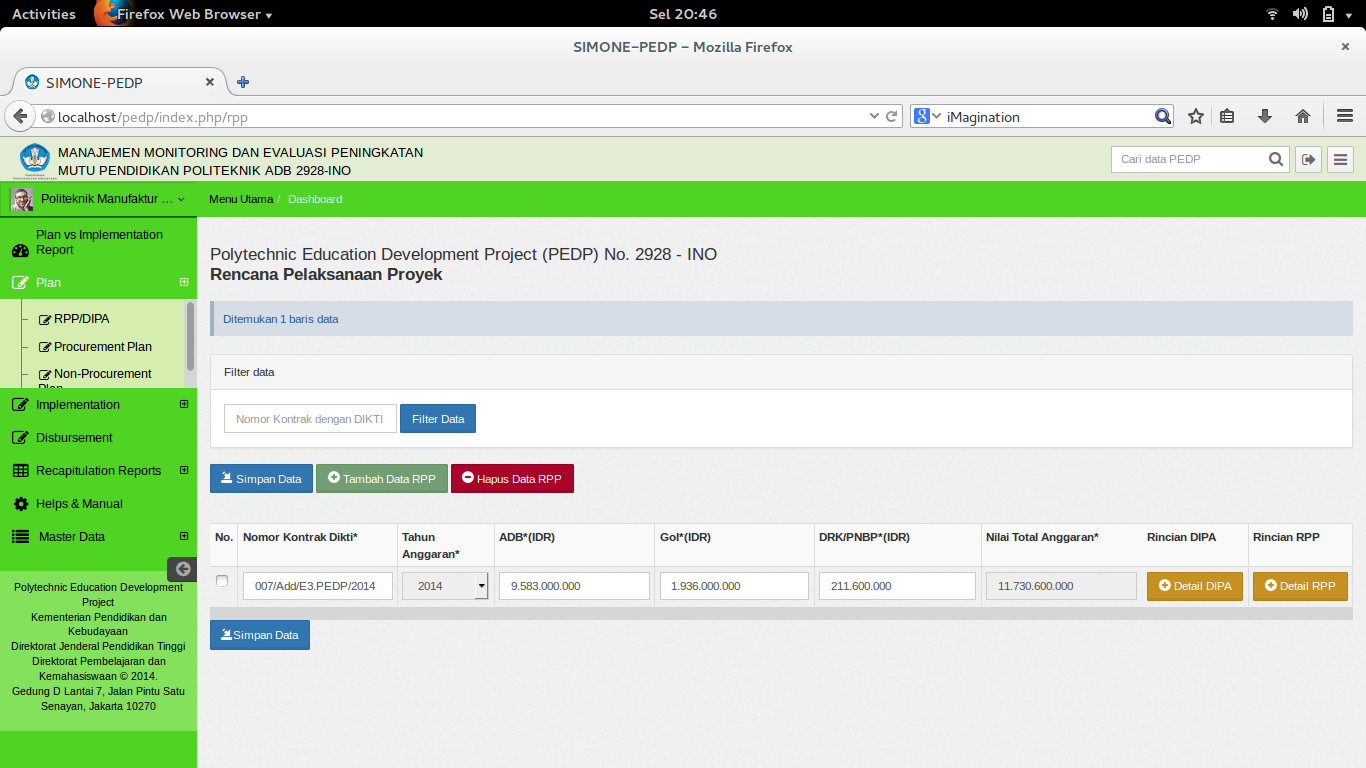 Activities Firefox Web Browser Sel 20:46
SIMONE-PEDP - Mozilla Firefox
SIMONE-PEDP
localhost/pedp/index.php/rpp iMagination
MANAJEMEN MONITORING DAN EVALUASI PENINGKATAN
MUTU PENDIDIKAN POLITEKNIK ADB 2928-INO
Cari data PEDP
Politeknik Manufaktur ...
Menu Utama / Dashboard
Plan vs Implementation
Report
Plan
RPP/DIPA
Procurement Plan
Non-Procurement
Plan
Implementation
Disbursement
Recapitulation Reports
Helps & Manual
Master Data
Polytechnic Education Development
Project
Kementerian Pendidikan dan
Kebudayaan
Direktorat Jenderal Pendidikan Tinggi
Direktorat Pembelajaran dan
Kemahasiswaan © 2014.
Gedung D Lantai 7, Jalan Pintu Satu
Senayan, Jakarta 10270
Polytechnic Education Development Project (PEDP) No. 2928 - INO
Rencana Pelaksanaan Proyek
Ditemukan 1 baris data
Filter data
Nomor Kontrak dengan DIKTI Filter Data
Simpan Data Tambah Data RPP Hapus Data RPP
No. Nomor Kontrak Dikti* Tahun Anggaran* ADB*(IDR) GoI*(IDR) DRK/PNBP*(IDR) Nilai Total Anggaran* Rincian DIPA Rincian RPP
007/Add/E3.PEDP/2014 2014 9.583.000.000 1.936.000.000 211.600.000 11.730.600.000 Detail DIPA Detail RPP
Simpan Data